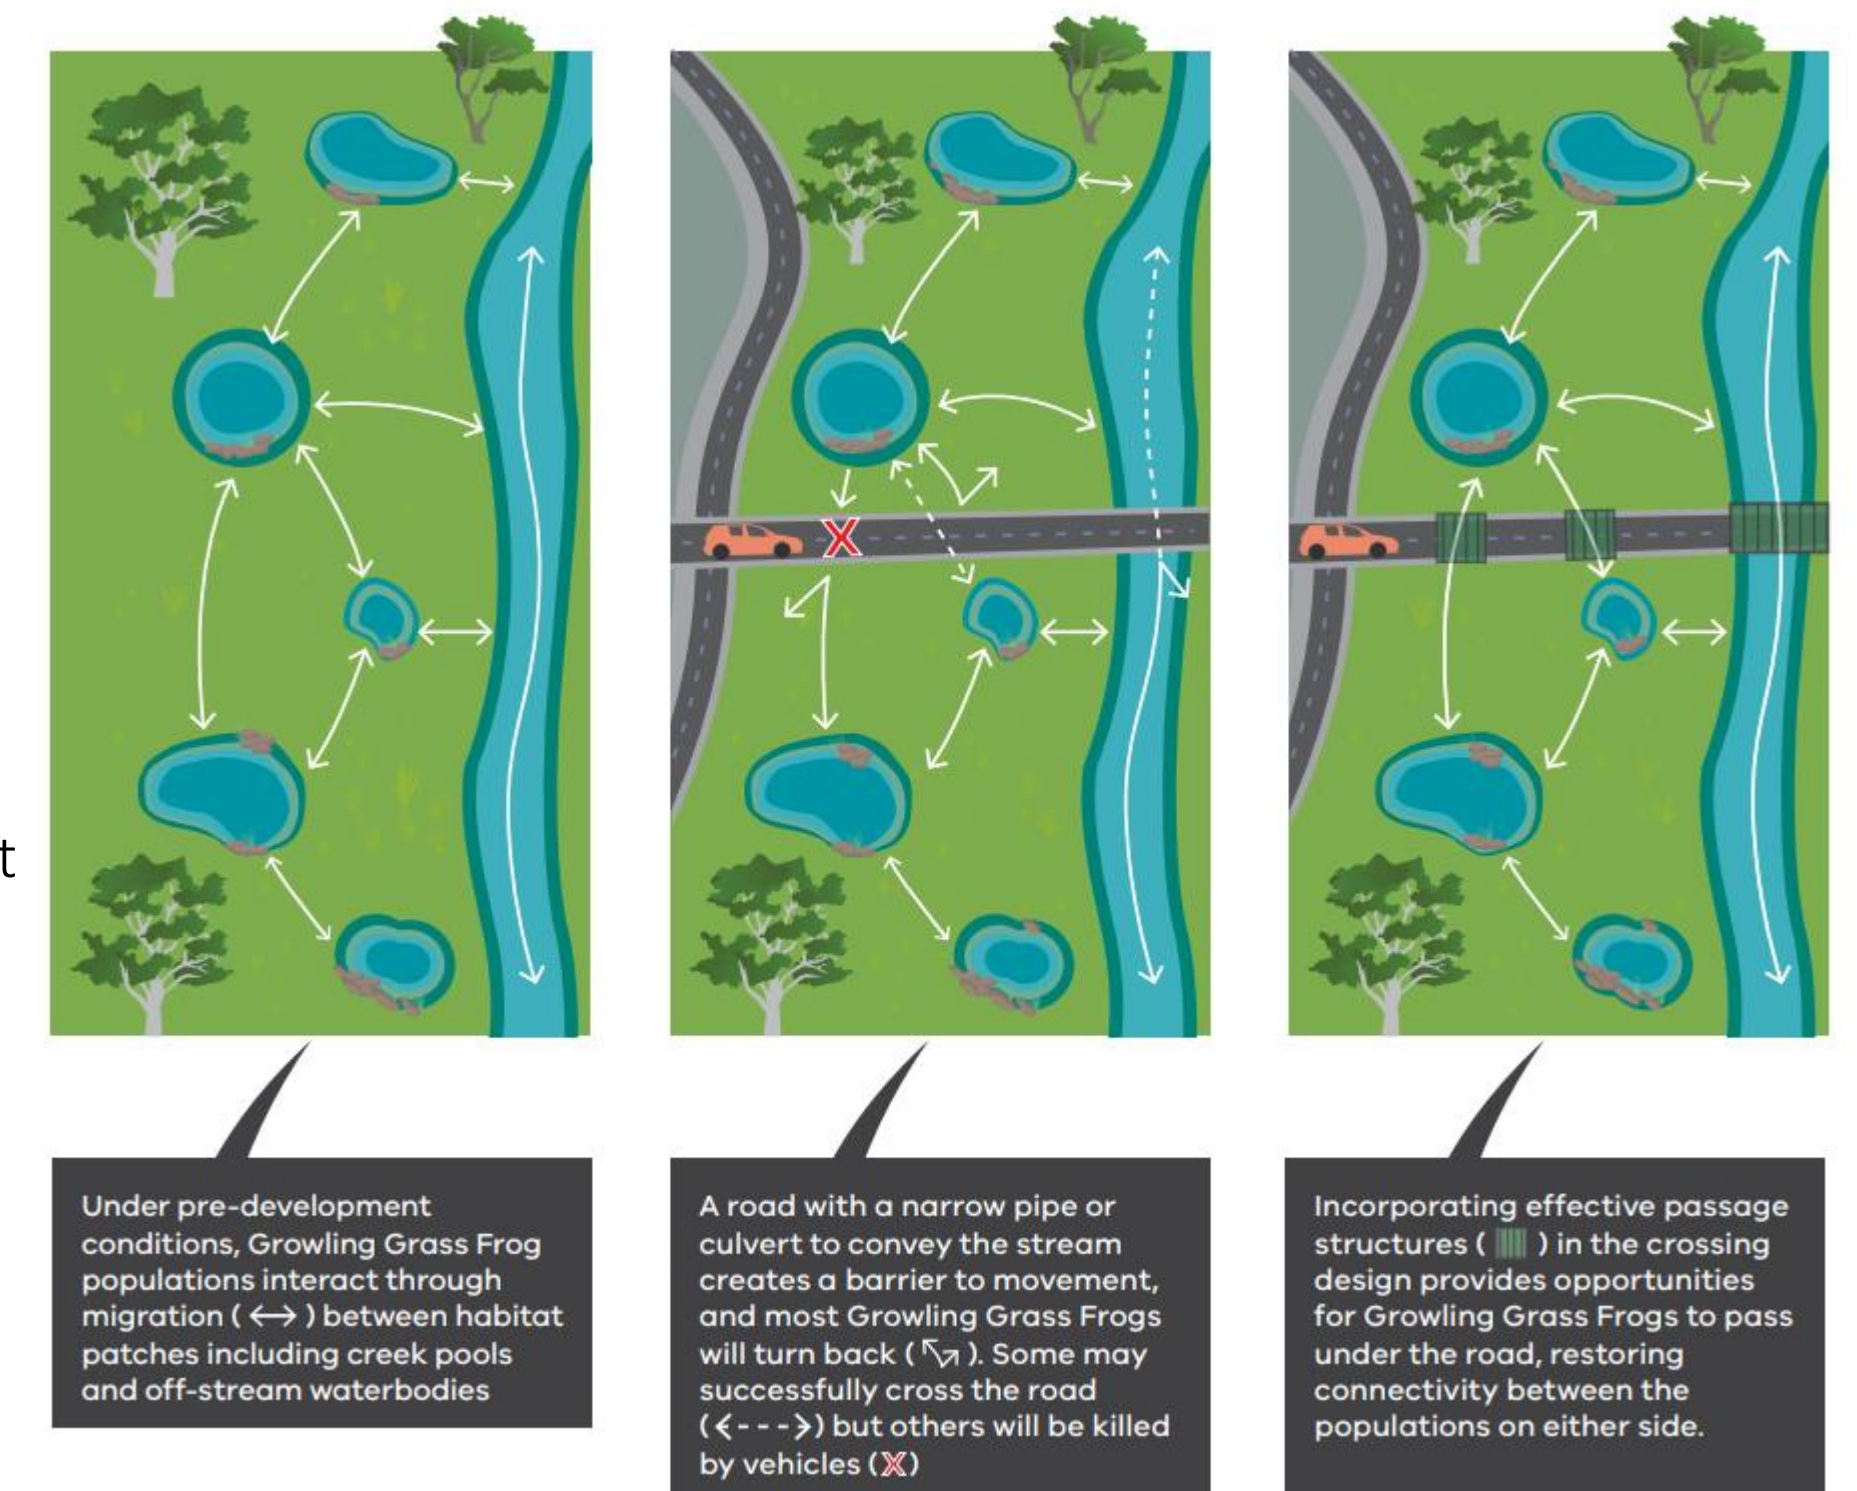 t
Under pre-development
conditions, Growling Grass Frog
populations interact through
migration ( ↔ ) between habitat
patches including creek pools
and off-stream waterbodies
A road with a narrow pipe or
culvert to convey the stream
creates a barrier to movement,
and most Growling Grass Frogs
will turn back ( ). Some may
successfully cross the road
(<--->) but others will be killed
by vehicles (X)
Incorporating effective passage
structures ( ) in the crossing
design provides opportunities
for Growling Grass Frogs to pass
under the road, restoring
connectivity between the
populations on either side.